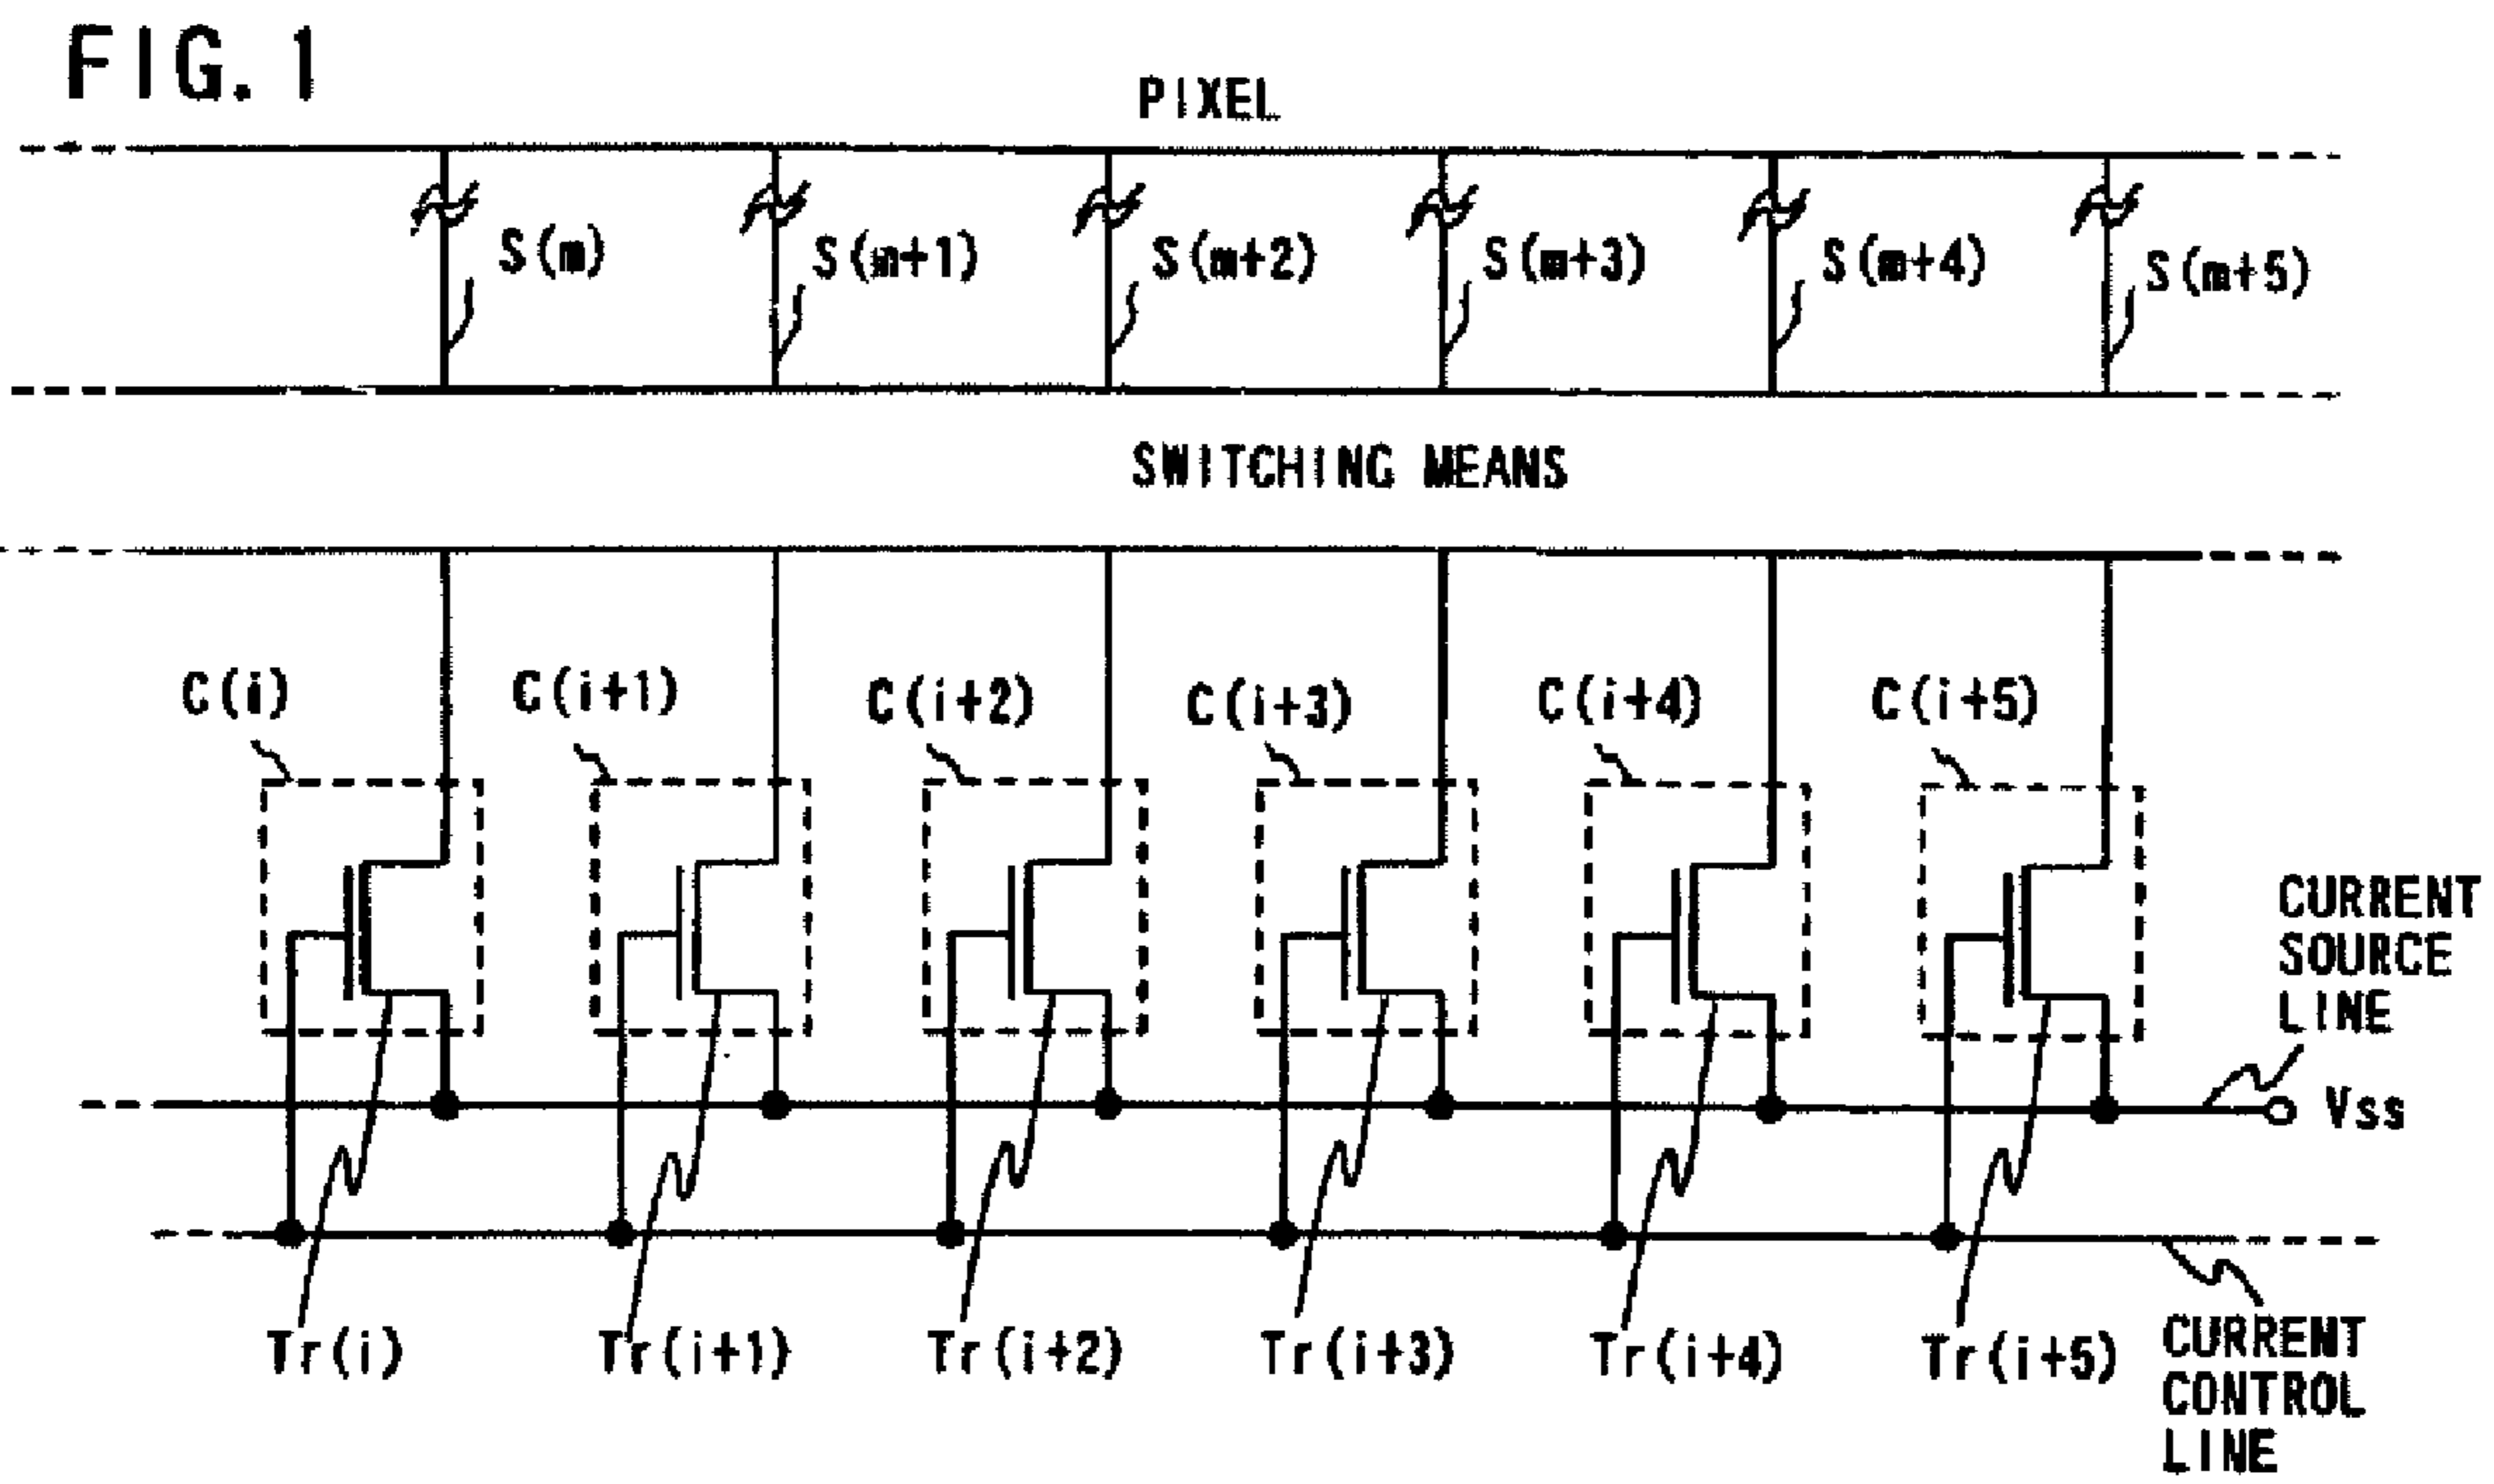 FIG. 1
PIXEL
S(m)
S(m+1)
S(m+2)
S(m+3)
S(m+4)
S(m+5)
SWITCHING MEANS
C(i)
C(i+1)
C(i+2)
C(i+3)
C(i+4)
C(i+5)
CURRENT
SOURCE
LINE
Vss
Tr(i)
Tr(i+1)
Tr(i+2)
Tr(i+3)
Tr(i+4)
Tr(i+5)
CURRENT
CONTROL
LINE